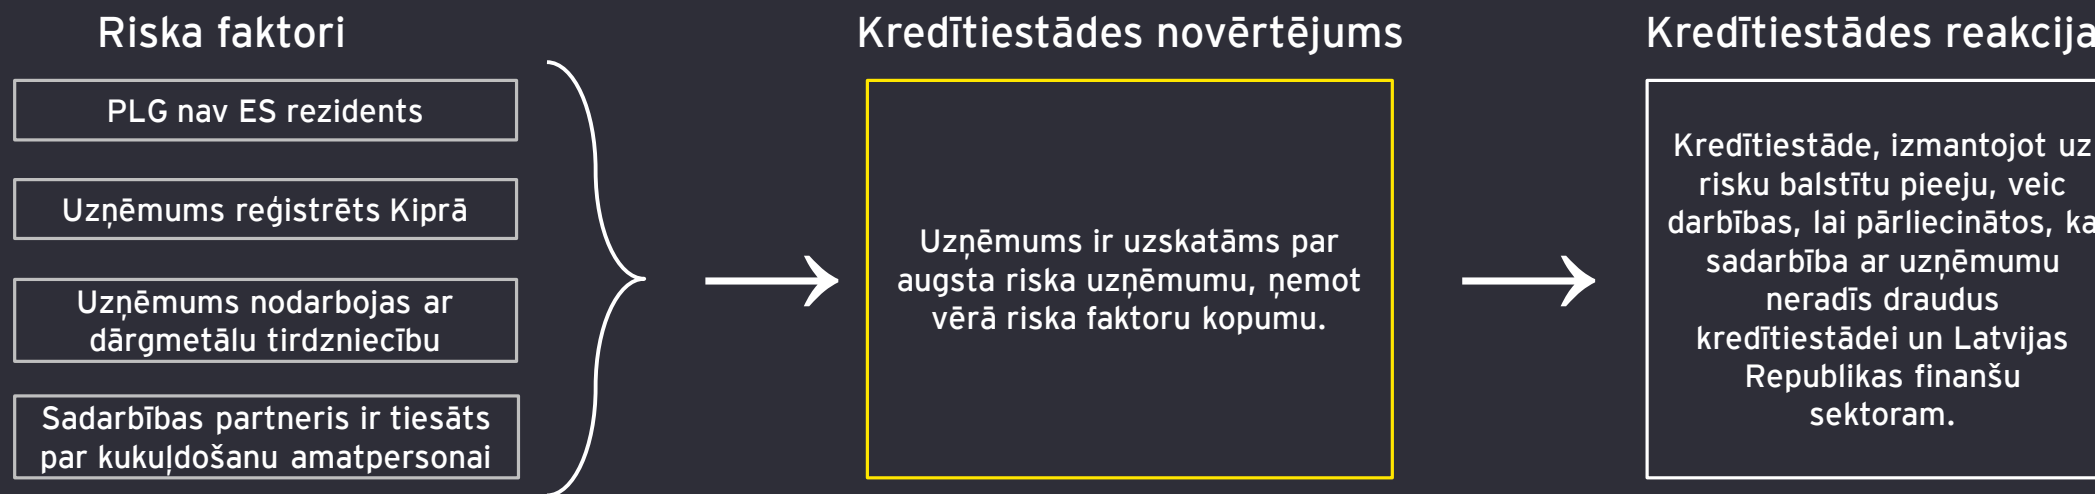 Riska faktori
PLG nav ES rezidents
Uzņēmums reģistrēts Kiprā
Uzņēmums nodarbojas ar
dārgmetālu tirdzniecību
Sadarbības partneris ir tiesāts
par kukuļdošanu amatpersonai
Kredītiestādes novērtējums
Uzņēmums ir uzskatāms par
augsta riska uzņēmumu, ņemot
vērā riska faktoru kopumu.
Kredītiestādes reakcija
Kredītiestāde, izmantojot uz
risku balstītu pieeju, veic
darbības, lai pārliecinātos, ka
sadarbība ar uzņēmumu
neradīs draudus
kredītiestādei un Latvijas
Republikas finanšu
sektoram.